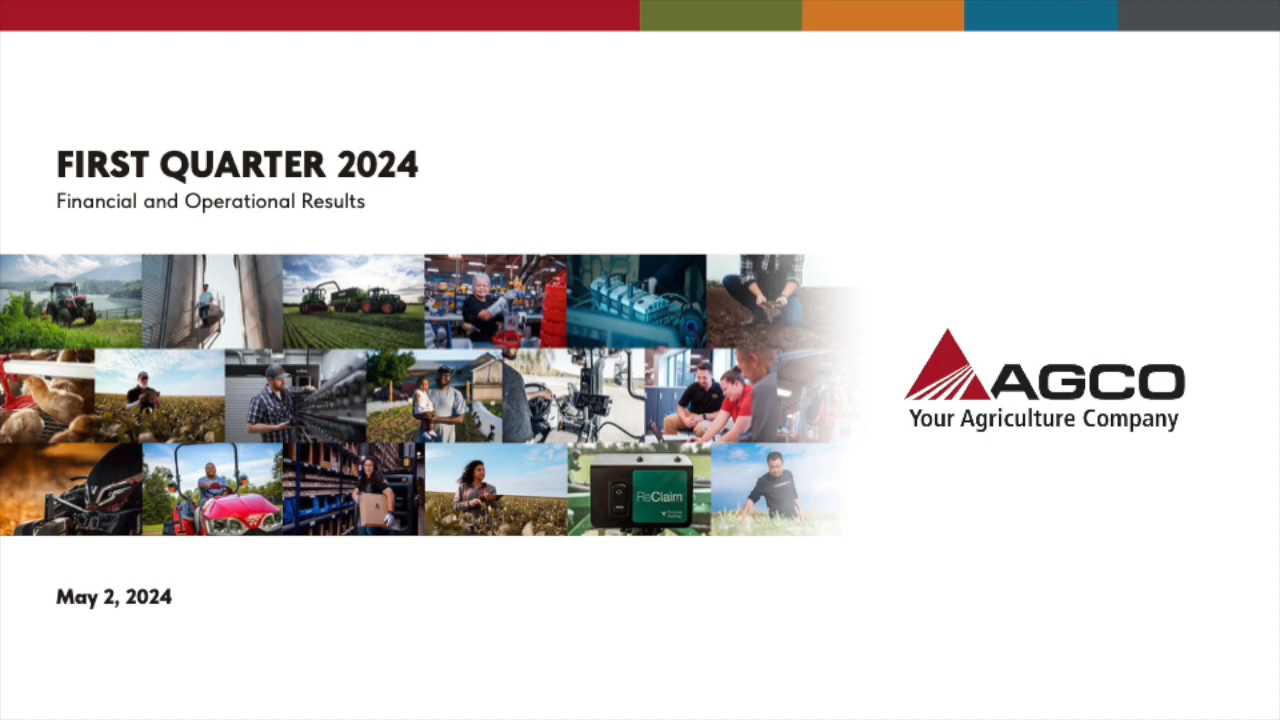 FIRST QUARTER 2024
Financial and Operational Results
AGCO
Your Agriculture Company
ReClaim
May 2, 2024